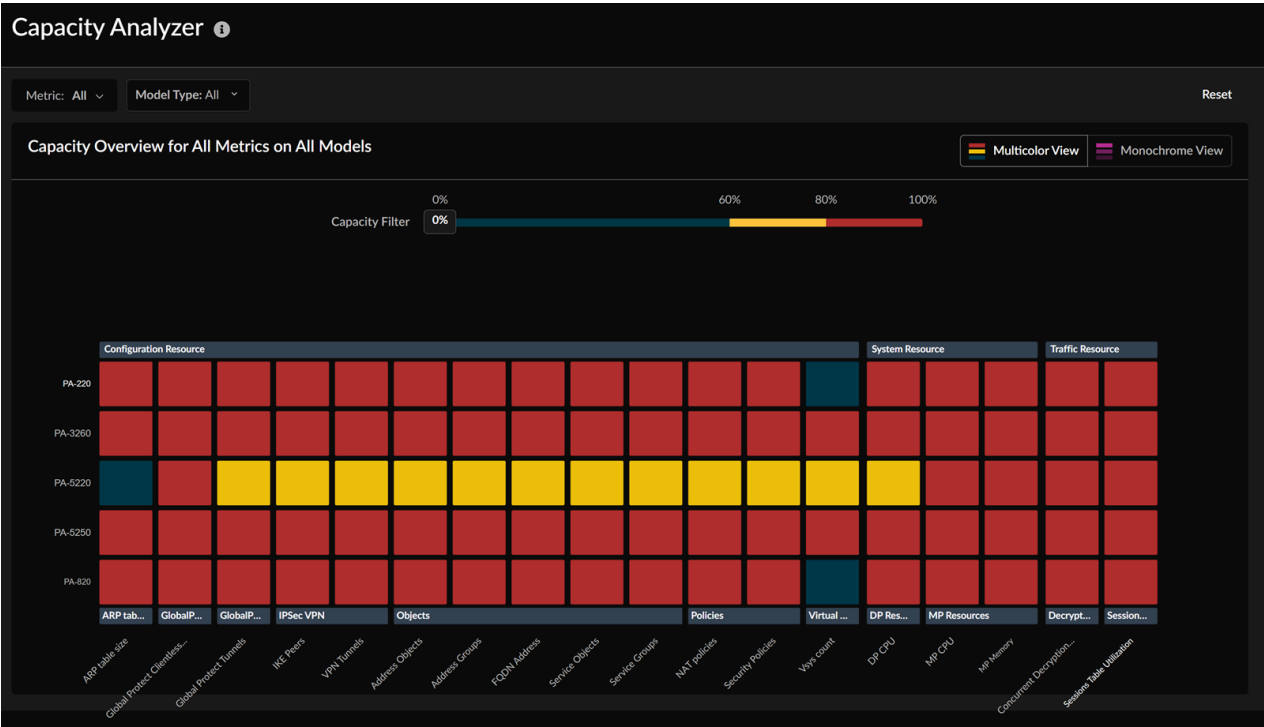 Capacity Analyzer i
Metric: All
Model Type: All
Reset
Capacity Overview for All Metrics on All Models
Multicolor View
Monochrome View
0% 60% 80% 100%
Capacity Filter 0%
Configuration Resource System Resource Traffic Resource
PA-220
PA-3260
PA-5220
PA-5250
PA-820
ARP tab... GlobalP... GlobalP... IPSec VPN Objects Policies Virtual ... DP Res... MP Resources Decrypt... Session...
ARP table size
Global Protect Clientless...
Global Protect Tunnels
IKE Peers
VPN Tunnels
Address Objects
Address Groups
FQDN Address
Service Objects
Service Groups
NAT policies
Security Policies
Vsys count
DP CPU
MP CPU
MP Memory
Concurrent Decryption...
Sessions Table Utilization